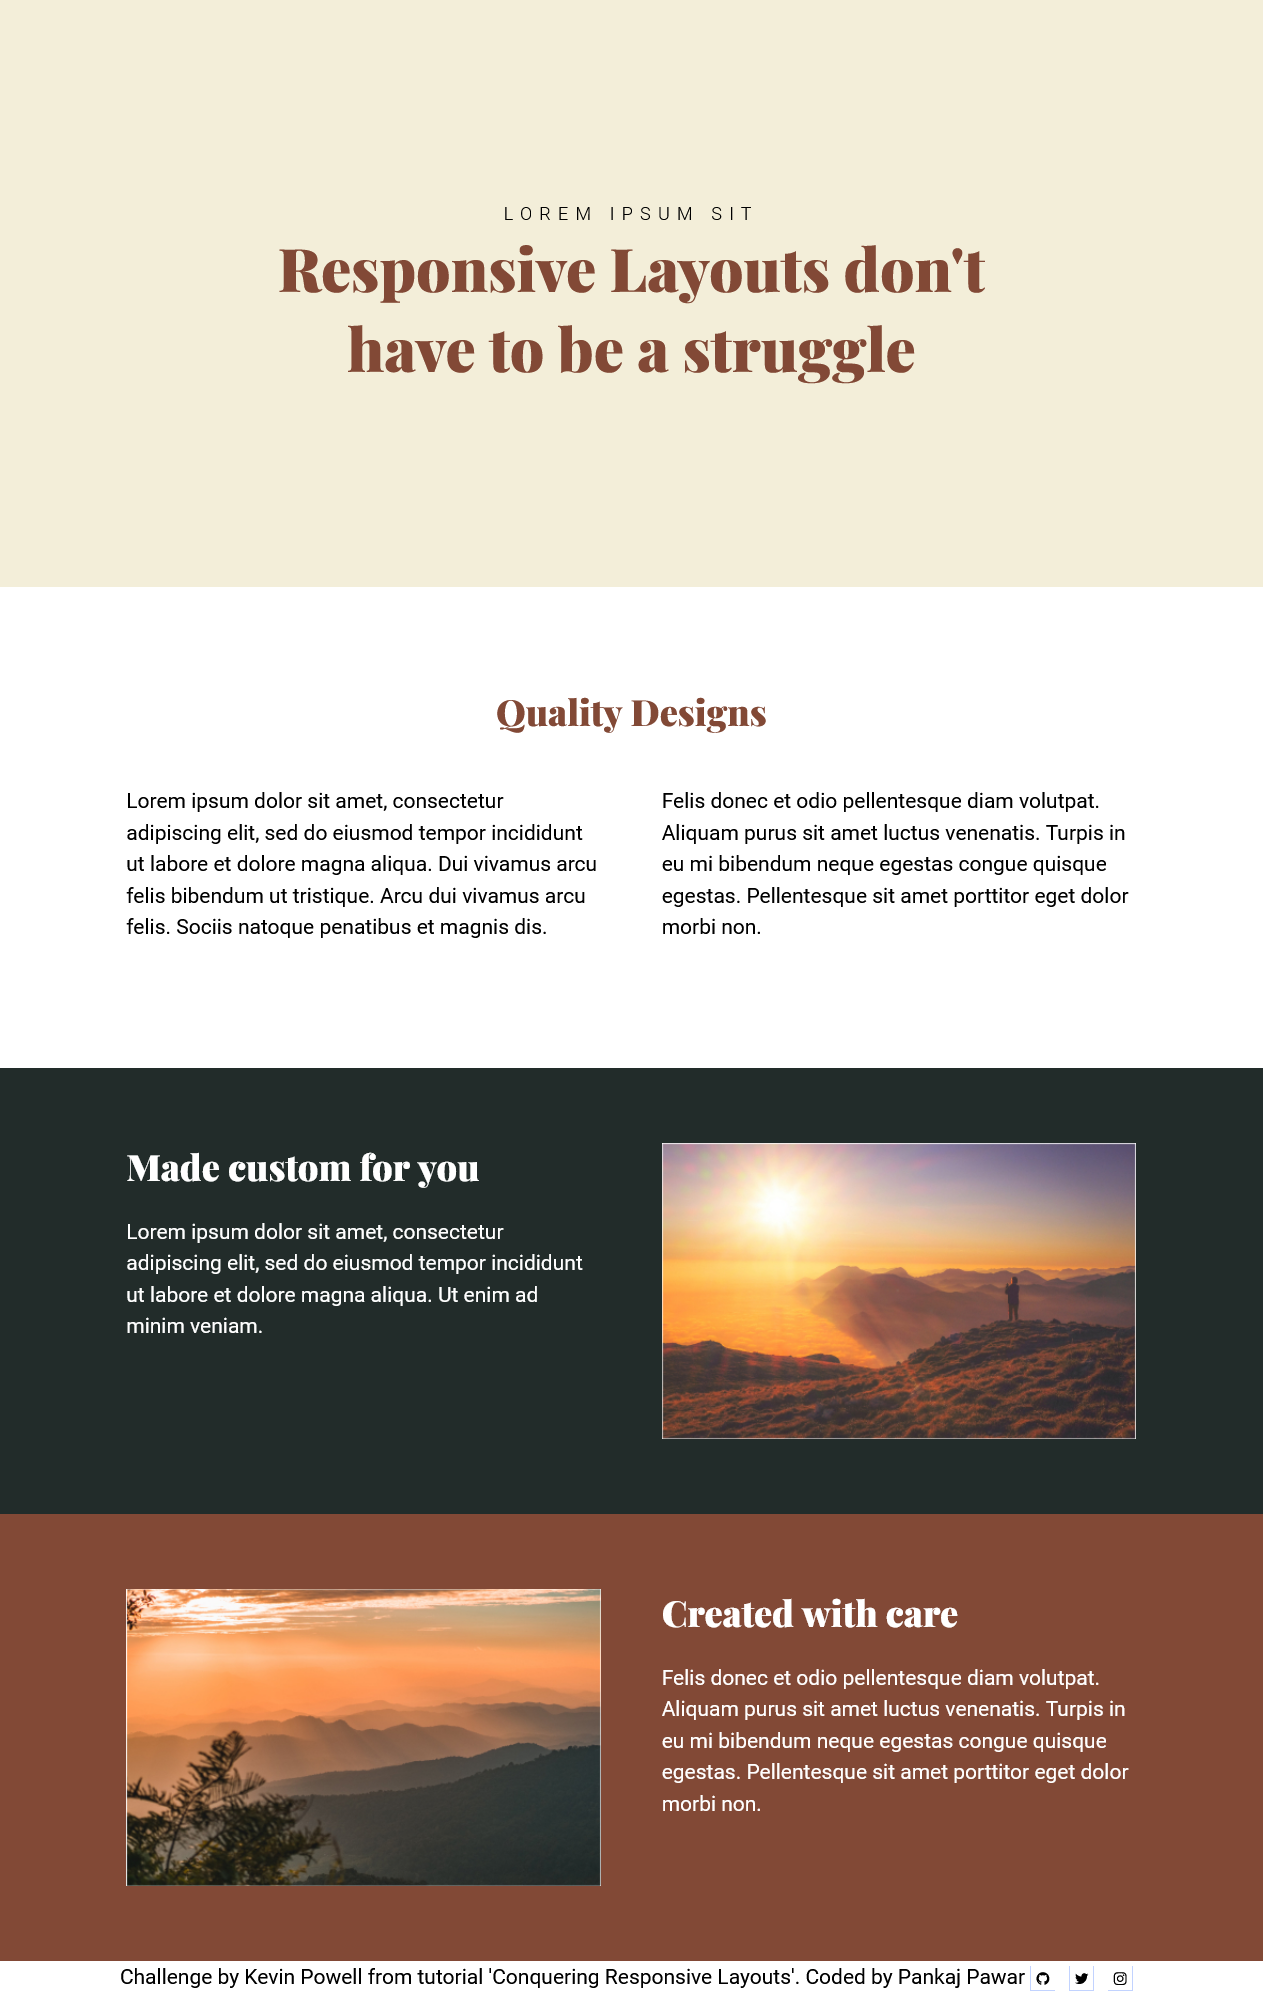 LOREM IPSUM SIT
Responsive Layouts don't
have to be a struggle
Quality Designs
Lorem ipsum dolor sit amet, consectetur
adipiscing elit, sed do eiusmod tempor incididunt
ut labore et dolore magna aliqua. Dui vivamus arcu
felis bibendum ut tristique. Arcu dui vivamus arcu
felis. Sociis natoque penatibus et magnis dis.
Felis donec et odio pellentesque diam volutpat.
Aliquam purus sit amet luctus venenatis. Turpis in
eu mi bibendum neque egestas congue quisque
egestas. Pellentesque sit amet porttitor eget dolor
morbi non.
Made custom for you
Lorem ipsum dolor sit amet, consectetur
adipiscing elit, sed do eiusmod tempor incididunt
ut labore et dolore magna aliqua. Ut enim ad
minim veniam.
Created with care
Felis donec et odio pellentesque diam volutpat.
Aliquam purus sit amet luctus venenatis. Turpis in
eu mi bibendum neque egestas congue quisque
egestas. Pellentesque sit amet porttitor eget dolor
morbi non.
Challenge by Kevin Powell from tutorial 'Conquering Responsive Layouts'. Coded by Pankaj Pawar